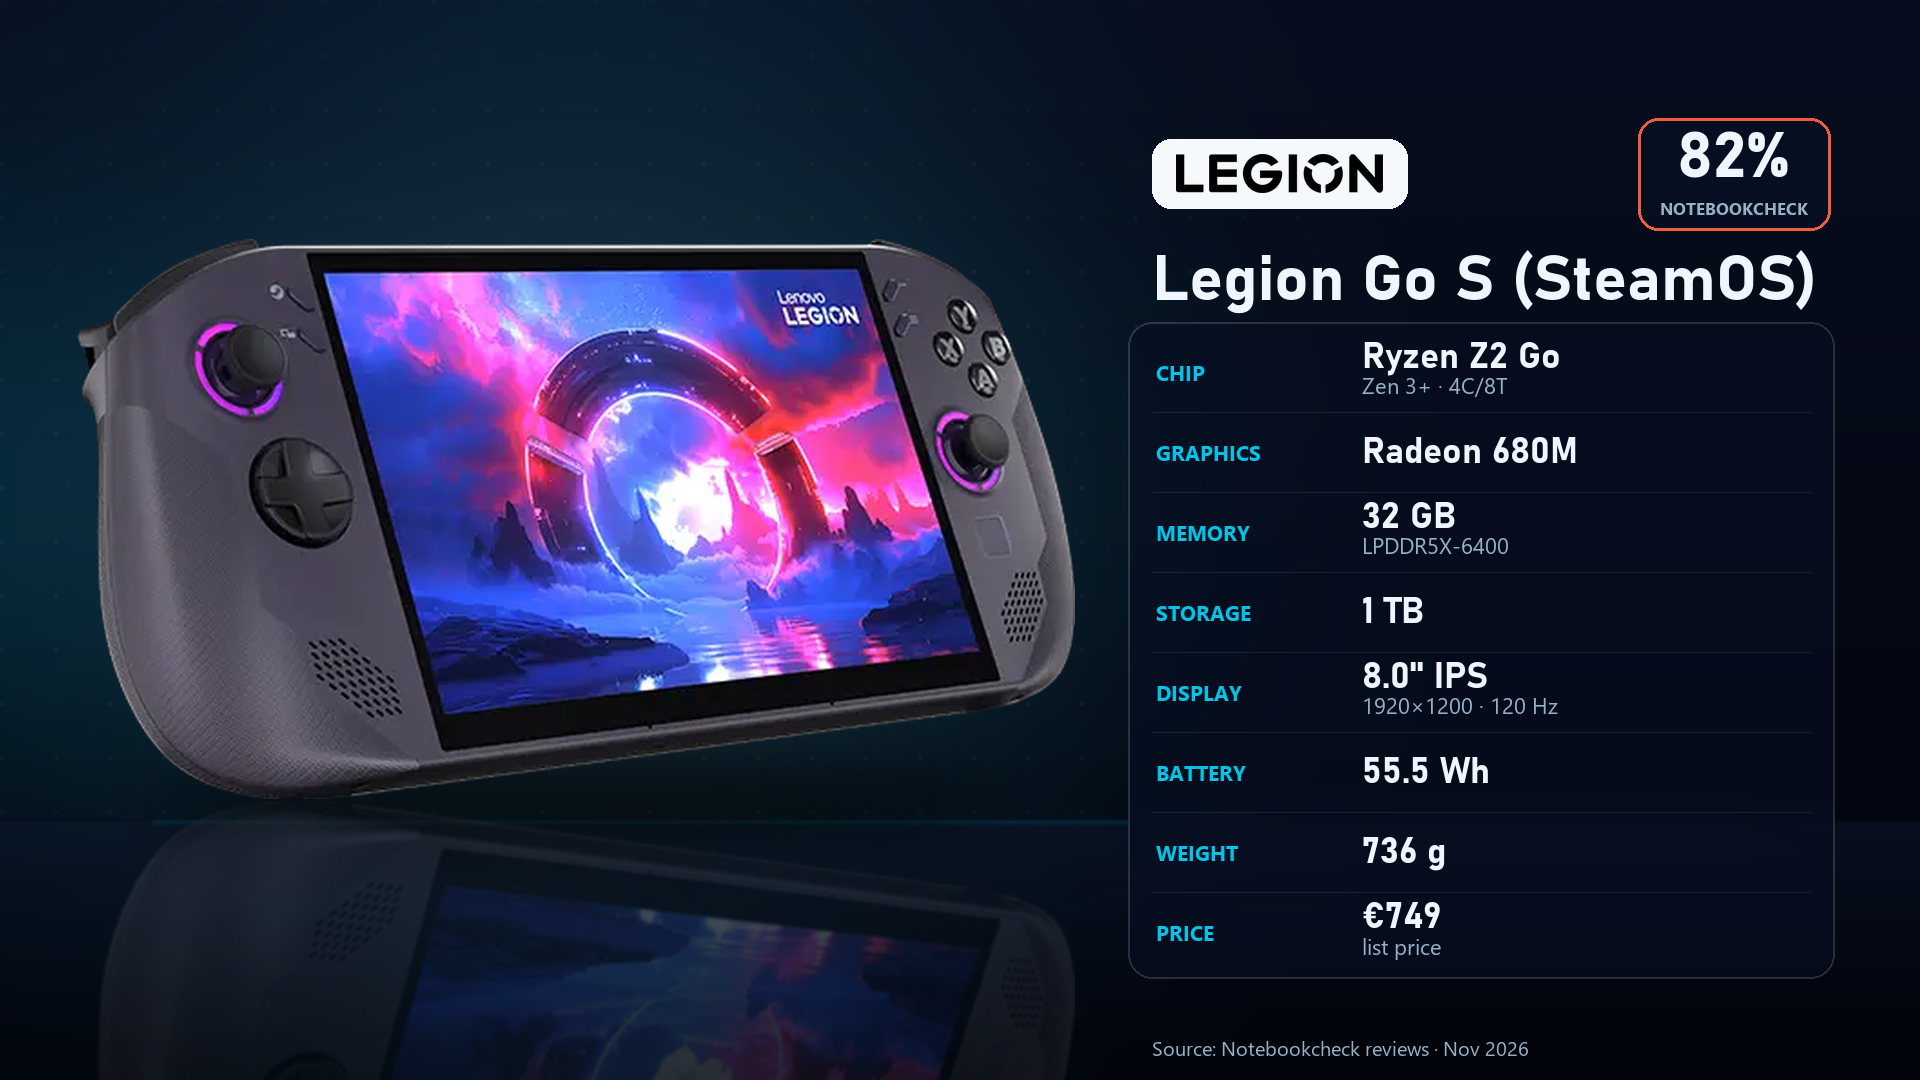 Lenovo
LEGION
Y
X
B
A
LEGION
82%
NOTEBOOKCHECK
Legion Go S (SteamOS)
CHIP
Ryzen Z2 Go
Zen 3+ · 4C/8T
GRAPHICS
Radeon 680M
MEMORY
32 GB
LPDDR5X-6400
STORAGE
1 TB
DISPLAY
8.0" IPS
1920×1200 · 120 Hz
BATTERY
55.5 Wh
WEIGHT
736 g
PRICE
€749
list price
Source: Notebookcheck reviews · Nov 2026